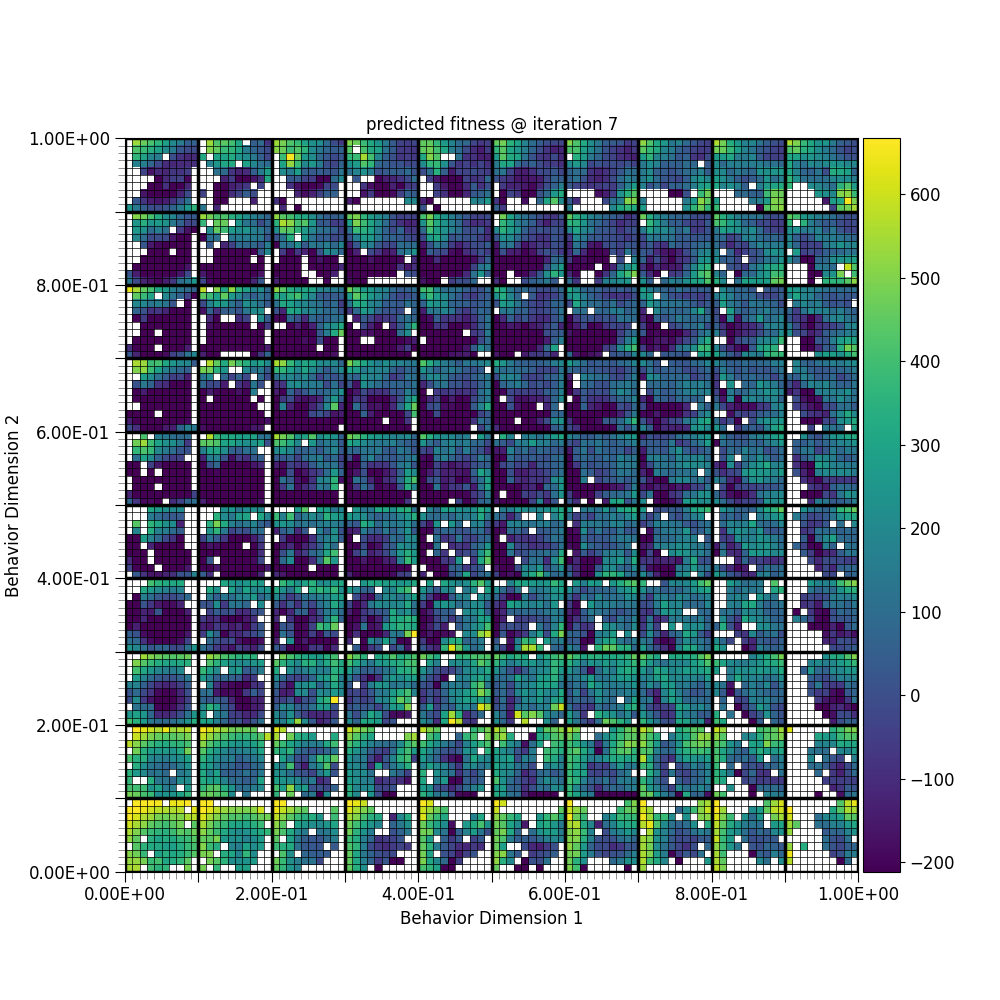 predicted fitness @ iteration 7
1.00E+00
8.00E-01
6.00E-01
4.00E-01
2.00E-01
0.00E+00
Behavior Dimension 2
0.00E+00 2.00E-01 4.00E-01 6.00E-01 8.00E-01 1.00E+00
Behavior Dimension 1
600
500
400
300
200
100
0
−100
−200